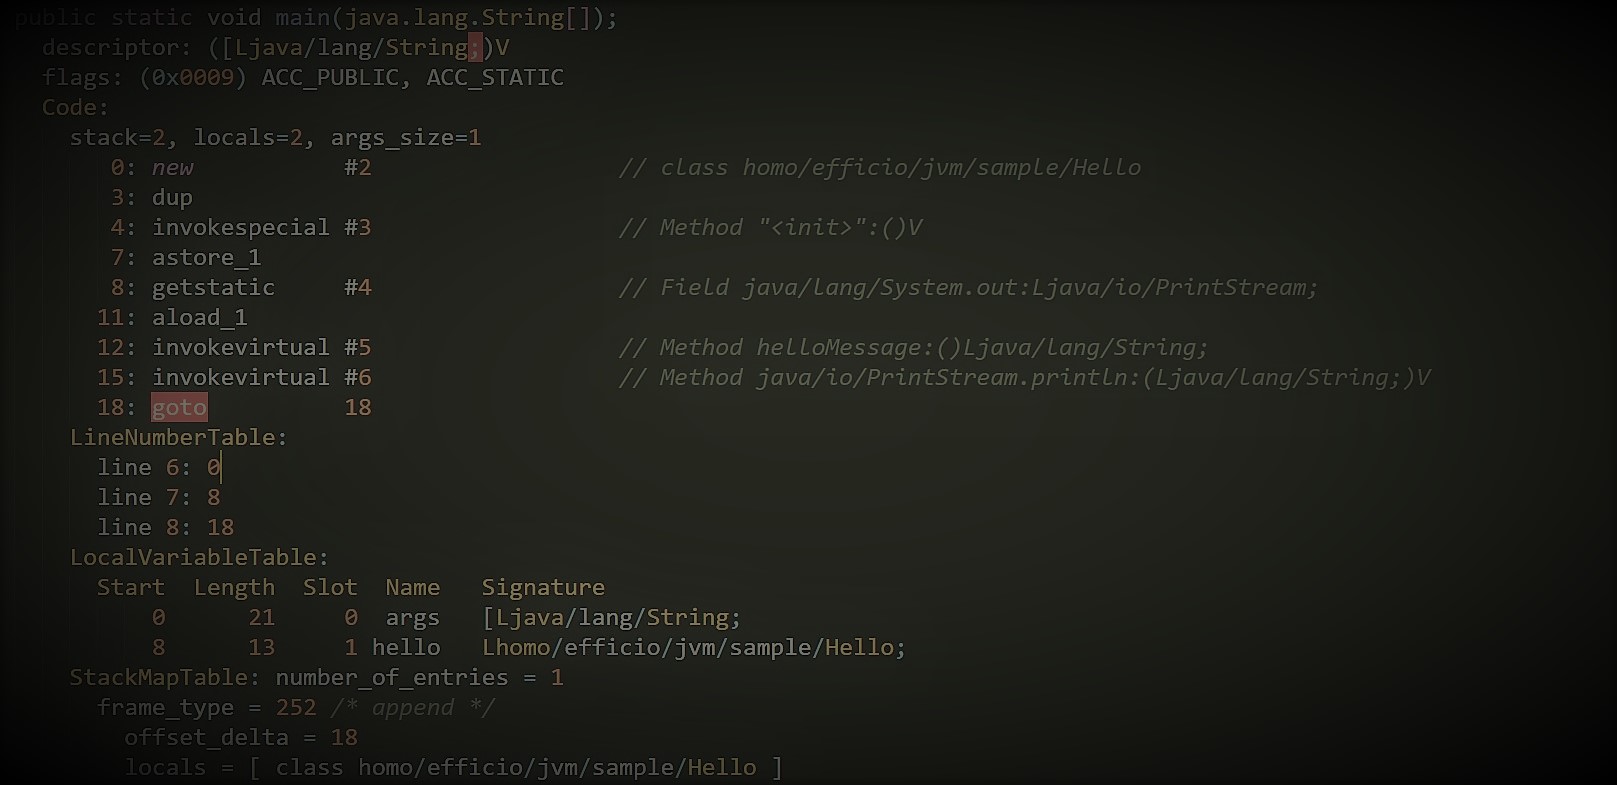 public static void main(java.lang.String[]);
descriptor: ([Ljava/lang/String;)V
flags: (0x0009) ACC_PUBLIC, ACC_STATIC
Code:
stack=2, locals=2, args_size=1
0: new #2 // class homo/efficio/jvm/sample/Hello
3: dup
4: invokespecial #3 // Method "<init>":()V
7: astore_1
8: getstatic #4 // Field java/lang/System.out:Ljava/io/PrintStream;
11: aload_1
12: invokevirtual #5 // Method helloMessage:()Ljava/lang/String;
15: invokevirtual #6 // Method java/io/PrintStream.println:(Ljava/lang/String;)V
18: goto 18
LineNumberTable:
line 6: 0
line 7: 8
line 8: 18
LocalVariableTable:
Start Length Slot Name Signature
0 21 0 args [Ljava/lang/String;
8 13 1 hello Lhomo/efficio/jvm/sample/Hello;
StackMapTable: number_of_entries = 1
frame_type = 252 /* append */
offset_delta = 18
locals = [ class homo/efficio/jvm/sample/Hello ]